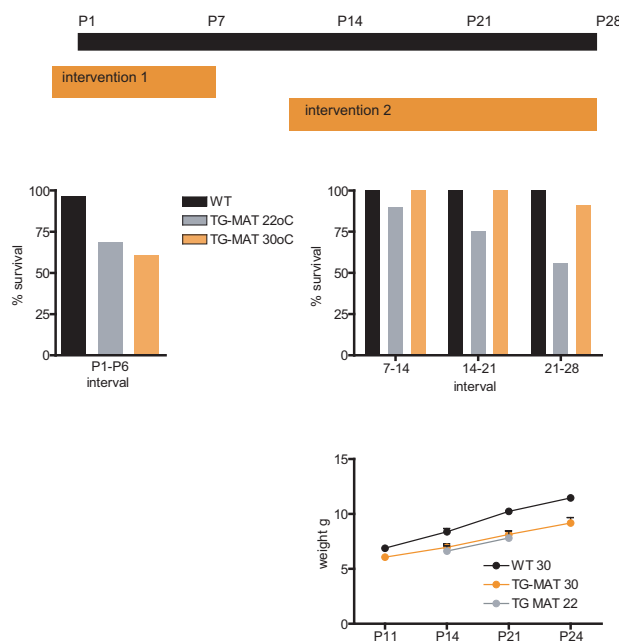 P1 P7 P14 P21 P28
intervention 1
intervention 2
100
75
50
25
0
% survival
P1-P6
interval
WT
TG-MAT 22oC
TG-MAT 30oC
100
75
50
25
0
% survival
7-14 14-21 21-28
interval
15
10
5
0
weight g
WT 30
TG-MAT 30
TG MAT 22
P11 P14 P21 P24